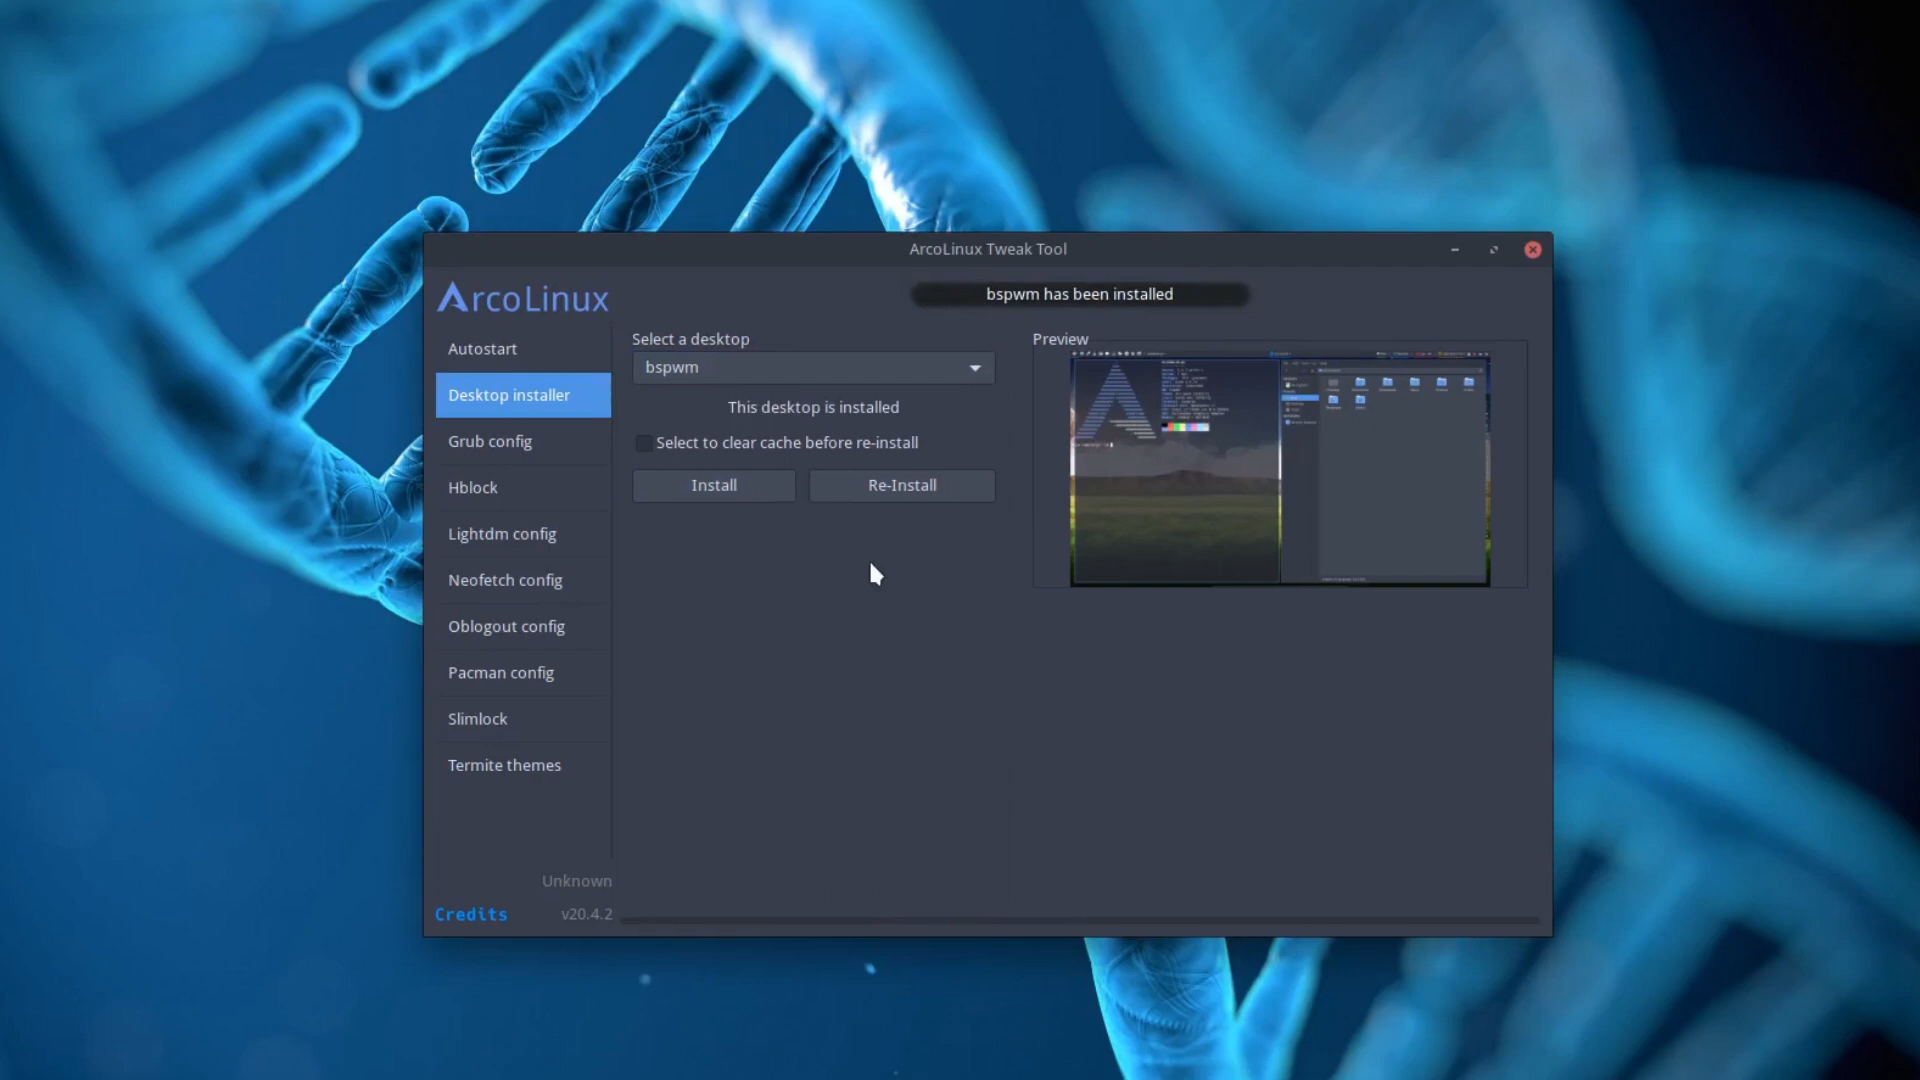 ArcoLinux Tweak Tool
ArcoLinux
bspwm has been installed
Autostart
Desktop installer
Grub config
Hblock
Lightdm config
Neofetch config
Oblogout config
Pacman config
Slimlock
Termite themes
Unknown
Credits
v20.4.2
Select a desktop
bspwm
This desktop is installed
Select to clear cache before re-install
Install
Re-Install
Preview